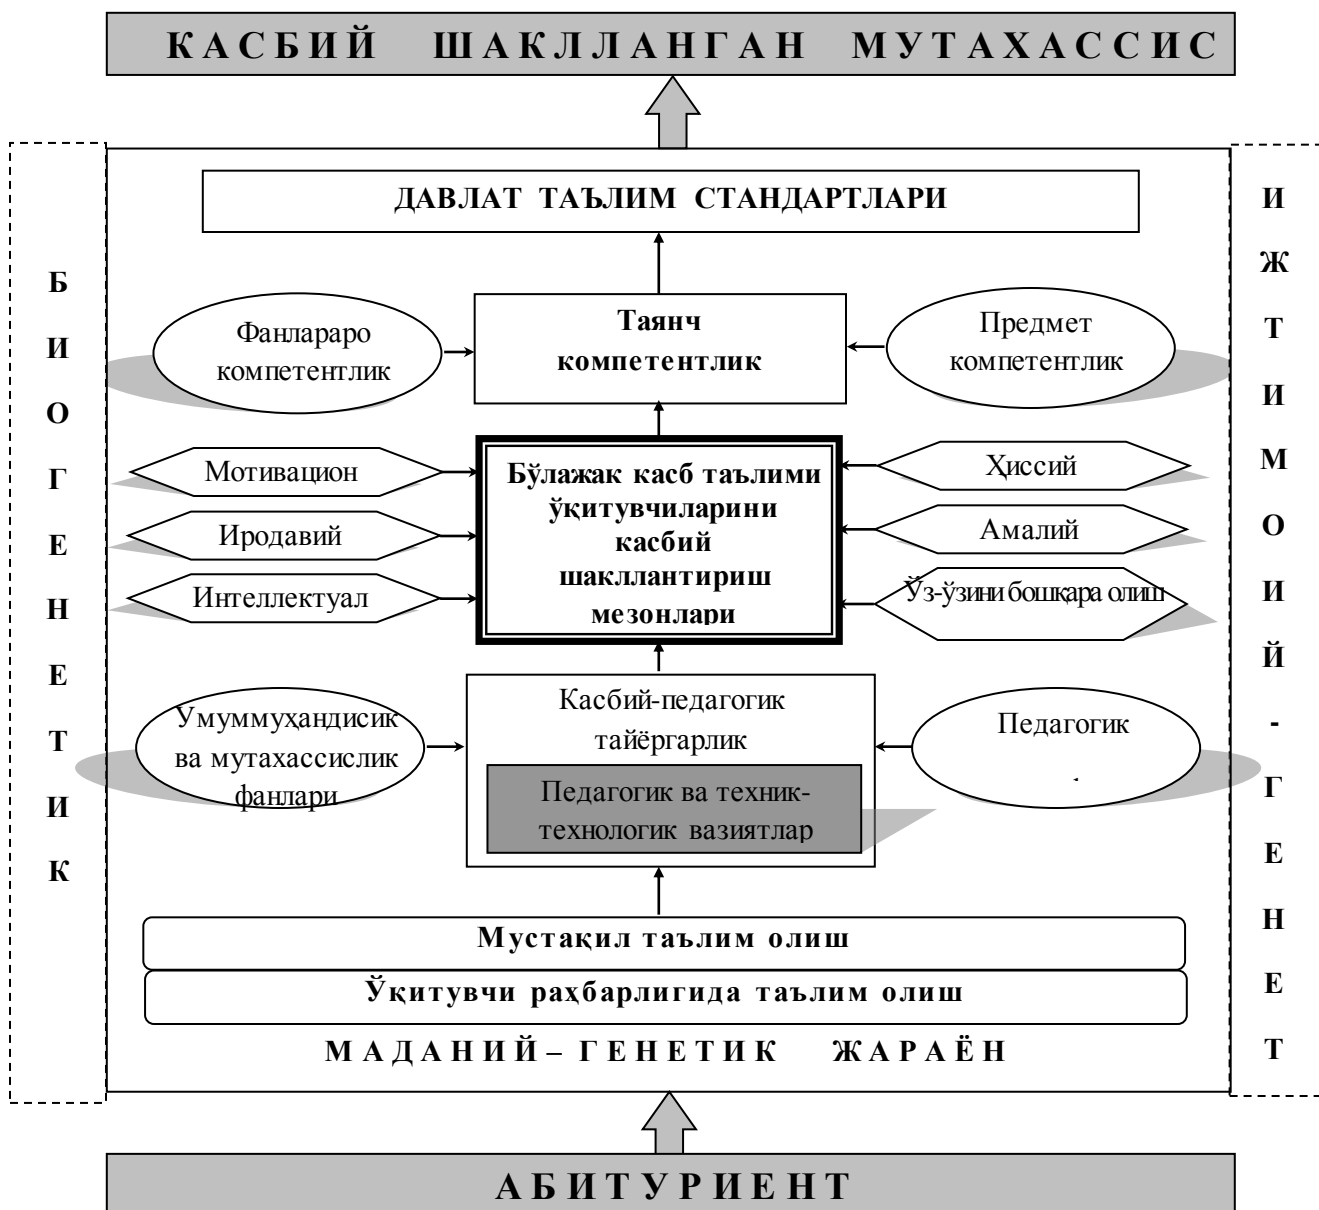 КАСБИЙ ШАКЛЛАНГАН МУТАХАССИС
ДАВЛАТ ТАЪЛИМ СТАНДАРТЛАРИ
Фанлараро
компетентлик
Таянч
компетентлик
Предмет
компетентлик
Мотивацион
Иродавий
Интеллектуал
Бўлажак касб таълими
ўқитувчиларини
касбий
шакллантириш
мезонлари
Ҳиссий
Амалий
Ўз-ўзини бошқара олиш
Умуммуҳандисик
ва мутахассислик
фанлари
Касбий-педагогик
тайёргарлик
Педагогик ва техник-
технологик вазиятлар
Педагогик
Мустақил таълим олиш
Ўқитувчи раҳбарлигида таълим олиш
МАДАНИЙ – ГЕНЕТИК ЖАРАЁН
БИОГЕНЕТИК
ИЖТИМОИЙ-ГЕНЕТ
АБИТУРИЕНТ